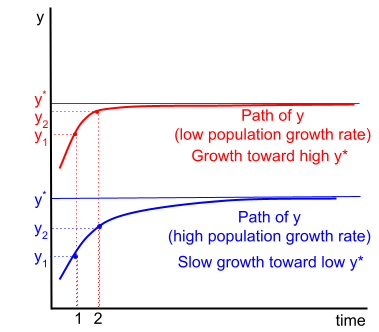 y
y*
y2
y1
Path of y
(low population growth rate)
Growth toward high y*
y*
y2
y1
Path of y
(high population growth rate)
Slow growth toward low y*
1 2 time